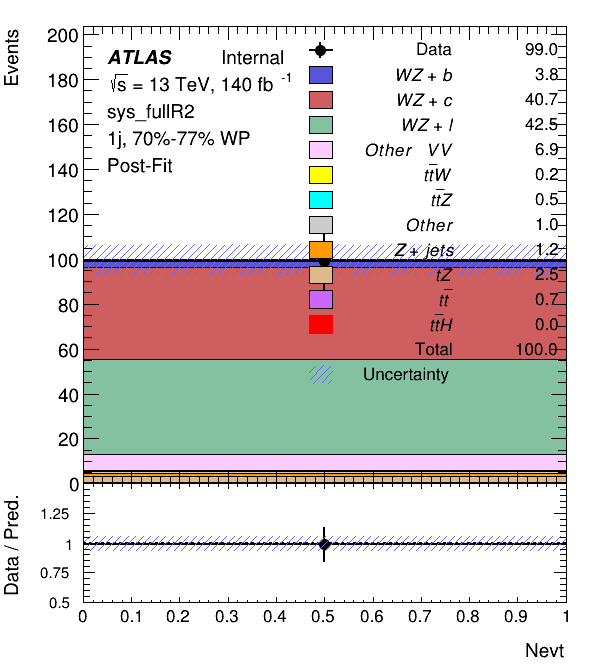 Events
200
180
160
140
120
100
80
60
40
20
0
ATLAS Internal
√s = 13 TeV, 140 fb⁻¹
sys_fullR2
1j, 70%-77% WP
Post-Fit
Data 99.0
WZ + b 3.8
WZ + c 40.7
WZ + l 42.5
Other VV 6.9
tt̅W 0.2
tt̅Z 0.5
Other 1.0
Z + jets 1.2
tZ 2.5
tt̅ 0.7
tt̅H 0.0
Total 100.0
Uncertainty
Data / Pred.
1.25
1
0.75
0.5
0 0.1 0.2 0.3 0.4 0.5 0.6 0.7 0.8 0.9 1
Nevt